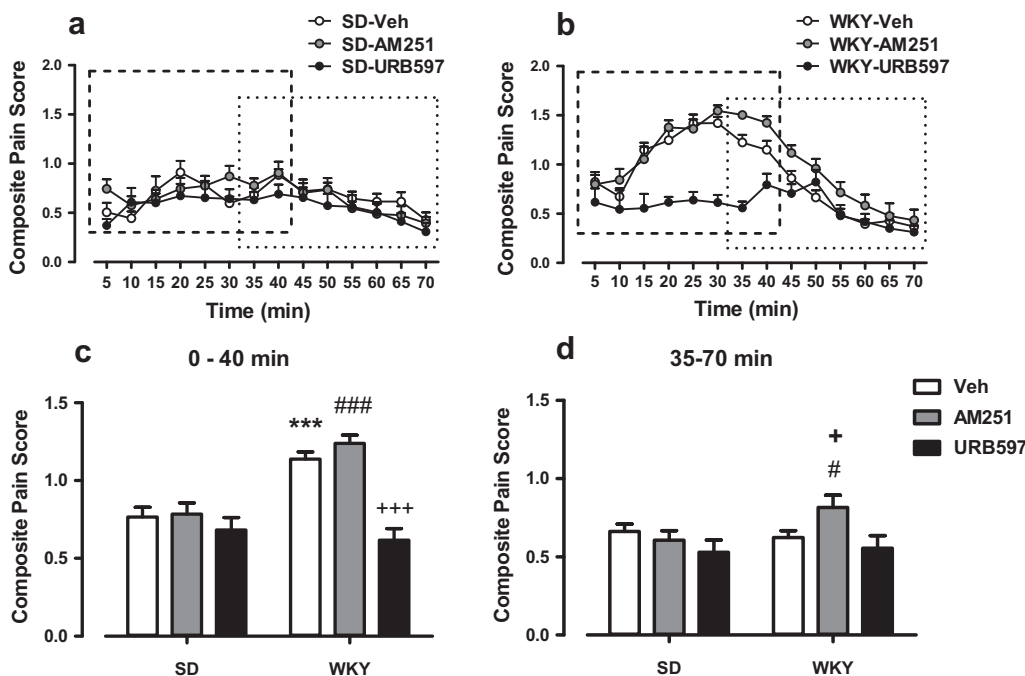 a
SD-Veh
SD-AM251
SD-URB597
Composite Pain Score
2.0
1.5
1.0
0.5
0.0
5 10 15 20 25 30 35 40 45 50 55 60 65 70
Time (min)
b
WKY-Veh
WKY-AM251
WKY-URB597
Composite Pain Score
2.0
1.5
1.0
0.5
0.0
5 10 15 20 25 30 35 40 45 50 55 60 65 70
Time (min)
c
0 - 40 min
Composite Pain Score
1.5
1.0
0.5
0.0
***
###
+++
SD WKY
d
35-70 min
Composite Pain Score
1.5
1.0
0.5
0.0
+
#
SD WKY
Veh
AM251
URB597